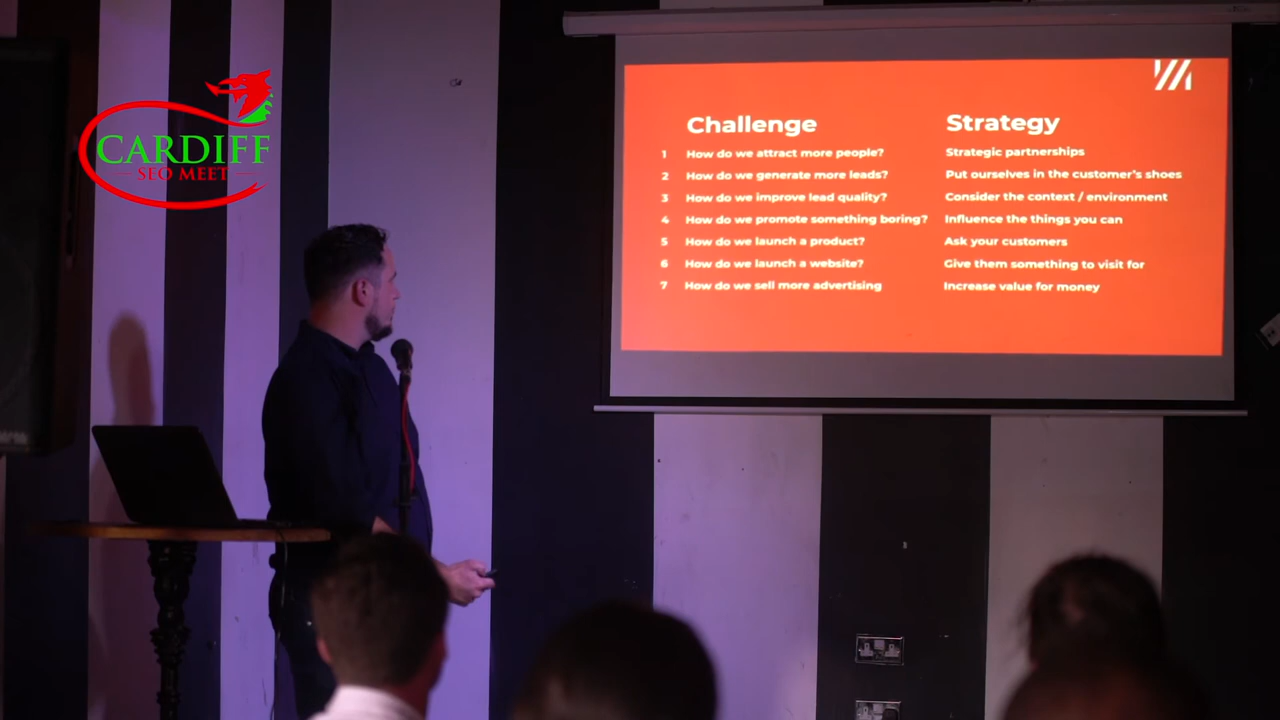 CARDIFF
SEO MEET
Challenge Strategy
1 How do we attract more people? Strategic partnerships
2 How do we generate more leads? Put ourselves in the customer's shoes
3 How do we improve lead quality? Consider the context / environment
4 How do we promote something boring? Influence the things you can
5 How do we launch a product? Ask your customers
6 How do we launch a website? Give them something to visit for
7 How do we sell more advertising Increase value for money